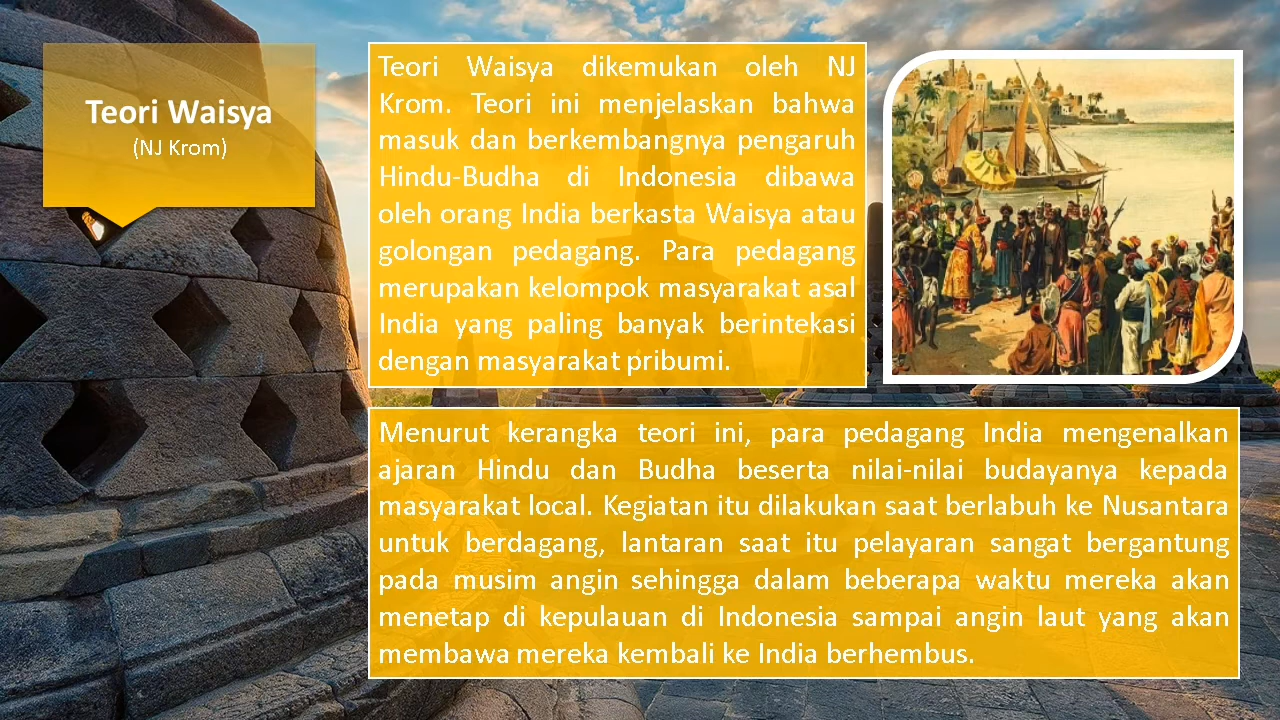 Teori Waisya
(NJ Krom)
Teori Waisya dikemukan oleh NJ
Krom. Teori ini menjelaskan bahwa
masuk dan berkembangnya pengaruh
Hindu-Budha di Indonesia dibawa
oleh orang India berkasta Waisya atau
golongan pedagang. Para pedagang
merupakan kelompok masyarakat asal
India yang paling banyak berintekasi
dengan masyarakat pribumi.
Menurut kerangka teori ini, para pedagang India mengenalkan
ajaran Hindu dan Budha beserta nilai-nilai budayanya kepada
masyarakat local. Kegiatan itu dilakukan saat berlabuh ke Nusantara
untuk berdagang, lantaran saat itu pelayaran sangat bergantung
pada musim angin sehingga dalam beberapa waktu mereka akan
menetap di kepulauan di Indonesia sampai angin laut yang akan
membawa mereka kembali ke India berhembus.